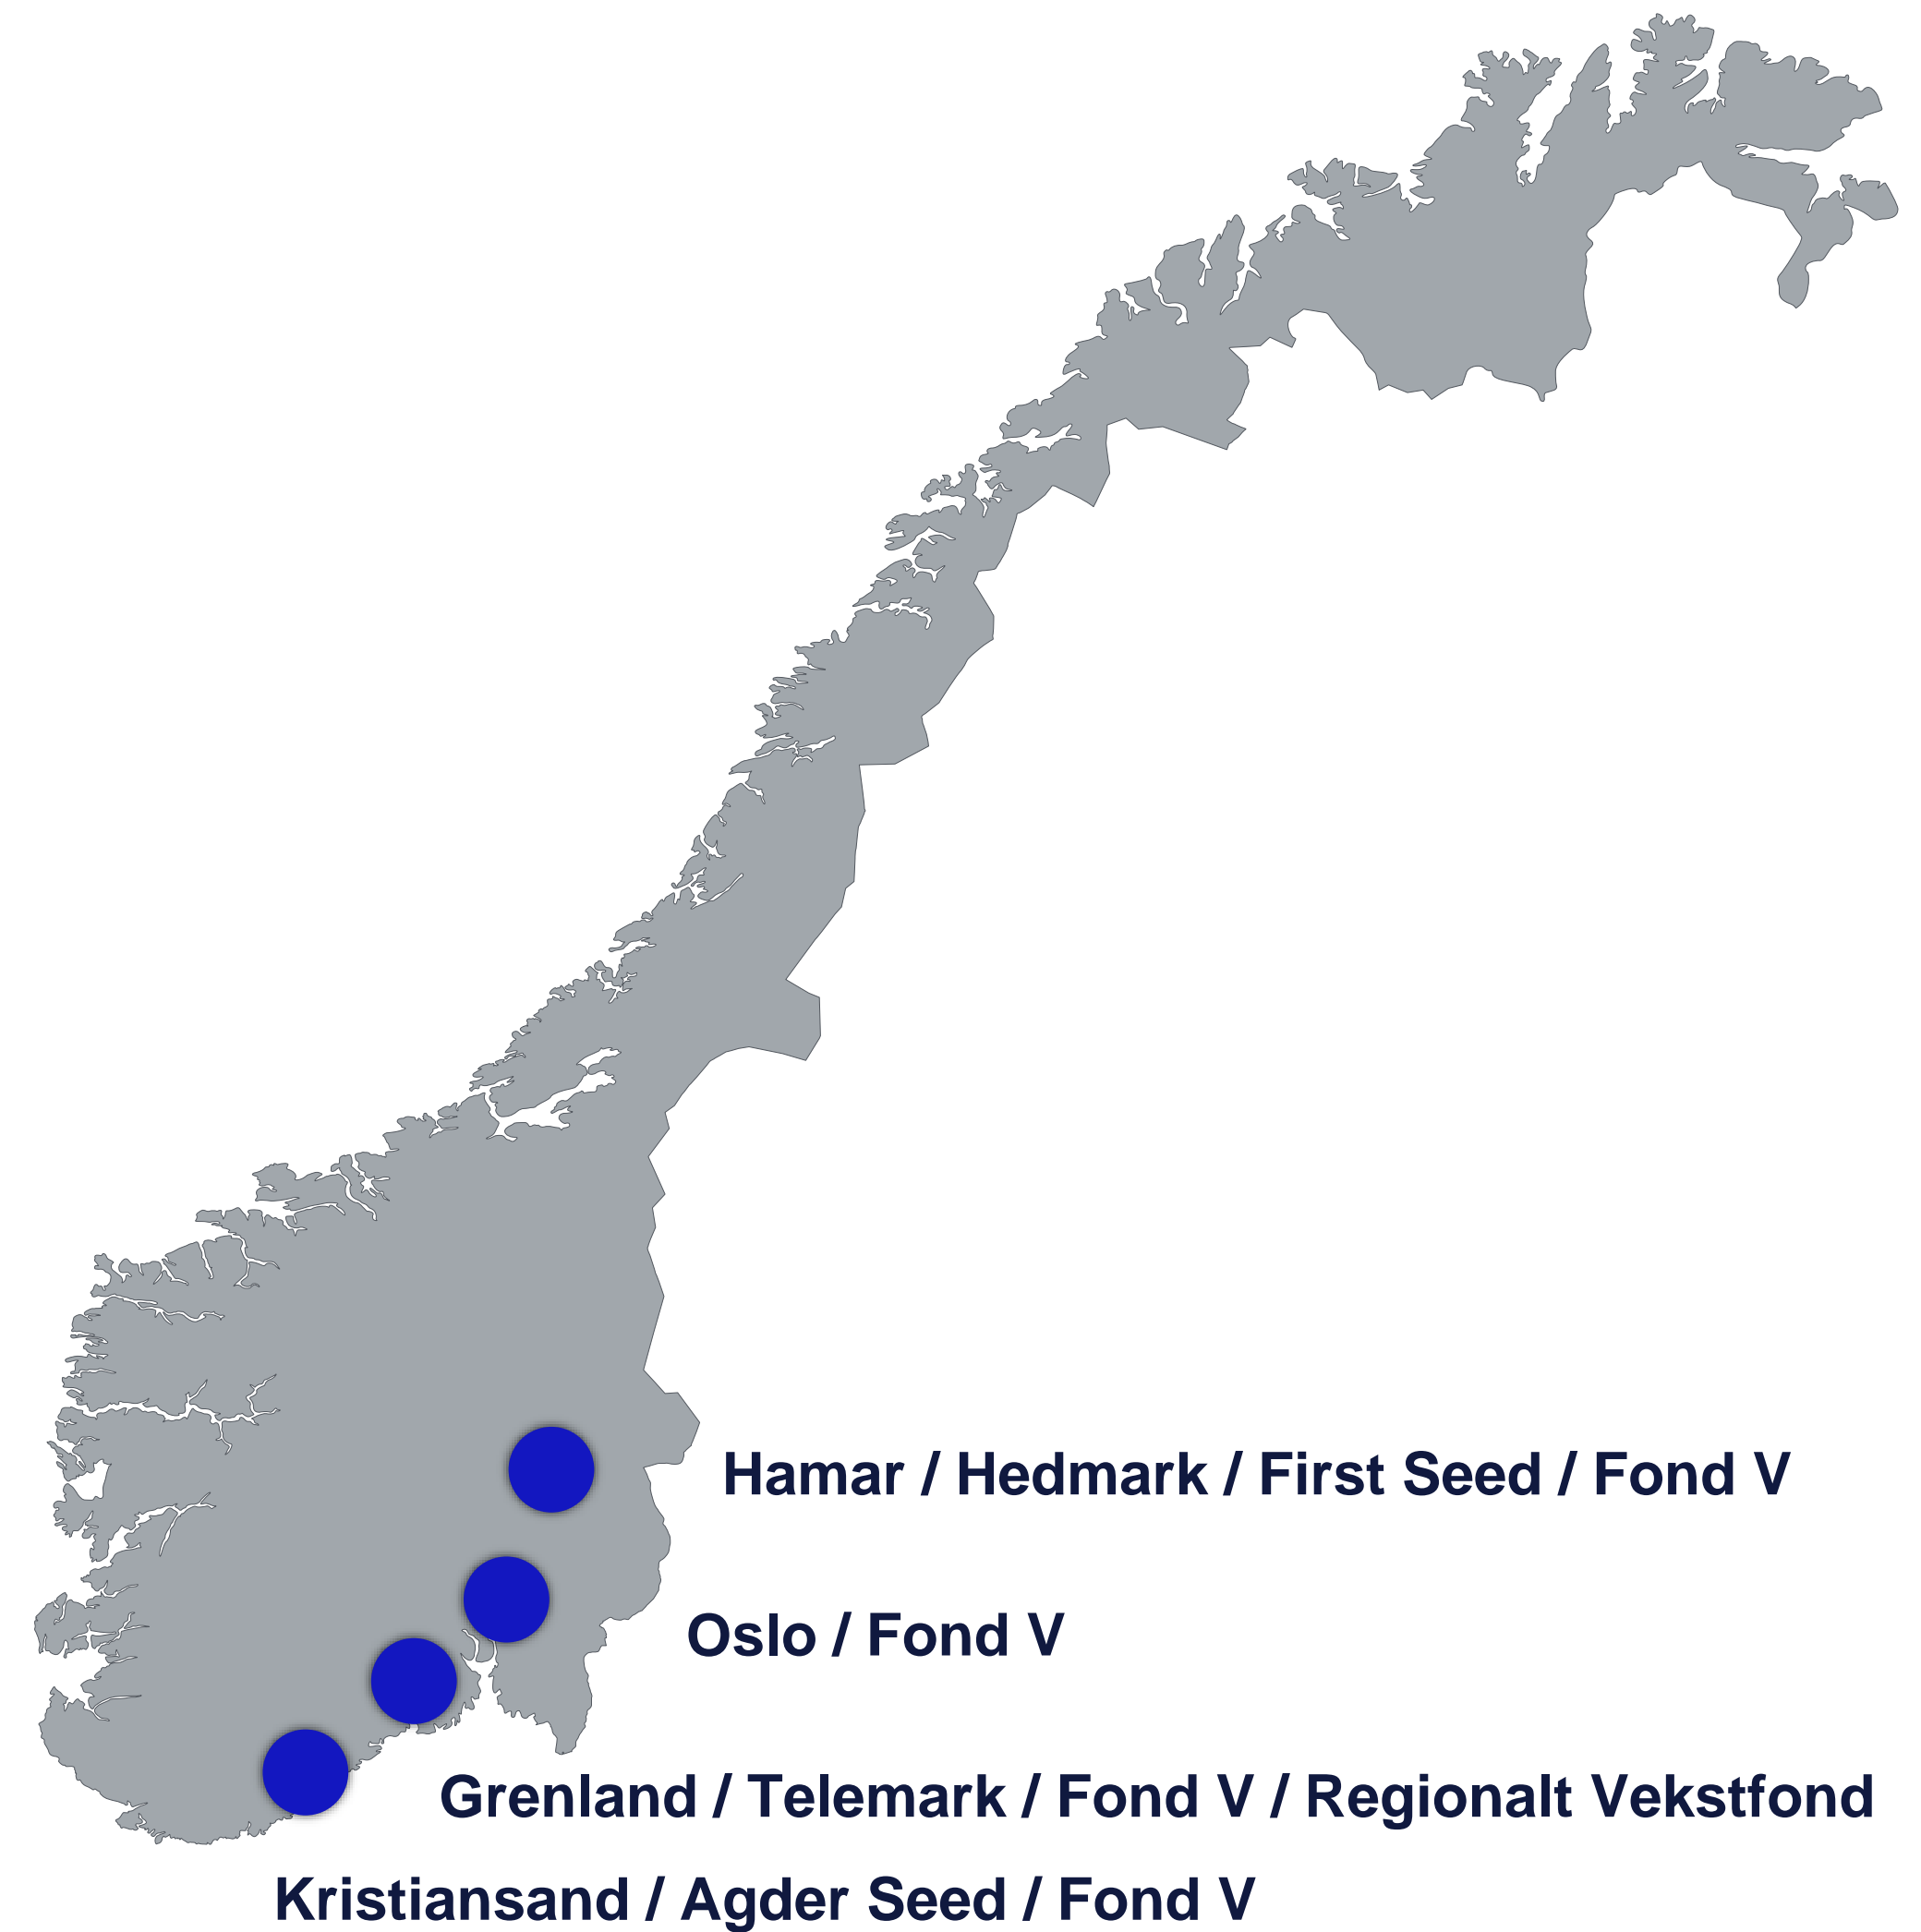 Hamar / Hedmark / First Seed / Fond V
Oslo / Fond V
Grenland / Telemark / Fond V / Regionalt Vekstfond
Kristiansand / Agder Seed / Fond V